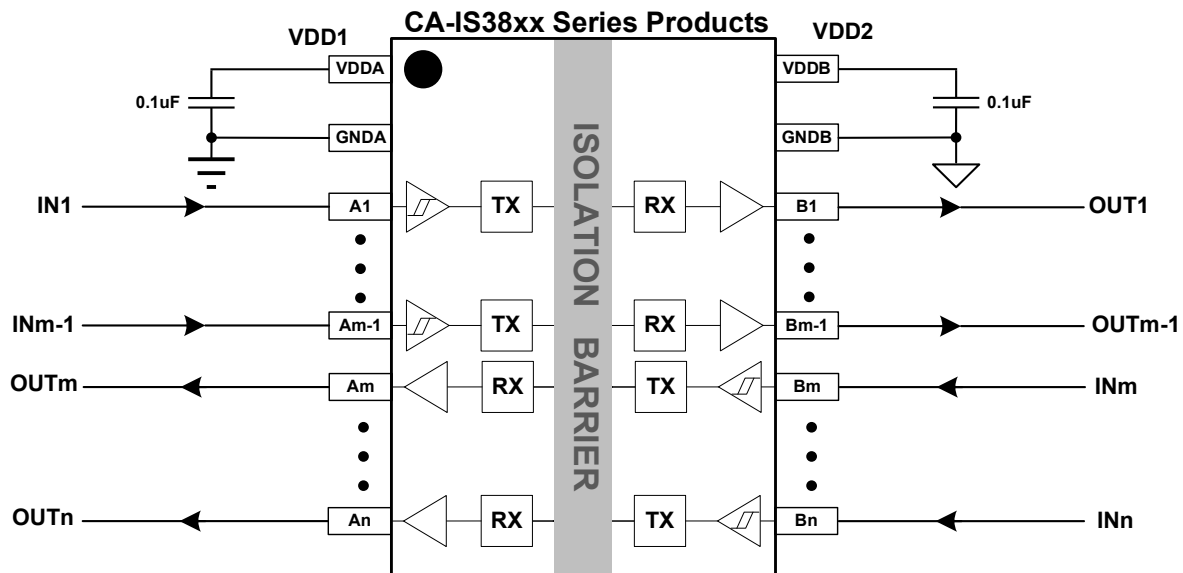 CA-IS38xx Series Products
VDD1
VDD2
VDDA
VDDB
0.1uF
0.1uF
GNDA
GNDB
ISOLATION BARRIER
IN1
A1
TX
RX
B1
OUT1
INm-1
Am-1
TX
RX
Bm-1
OUTm-1
OUTm
Am
RX
TX
Bm
INm
OUTn
An
RX
TX
Bn
INn